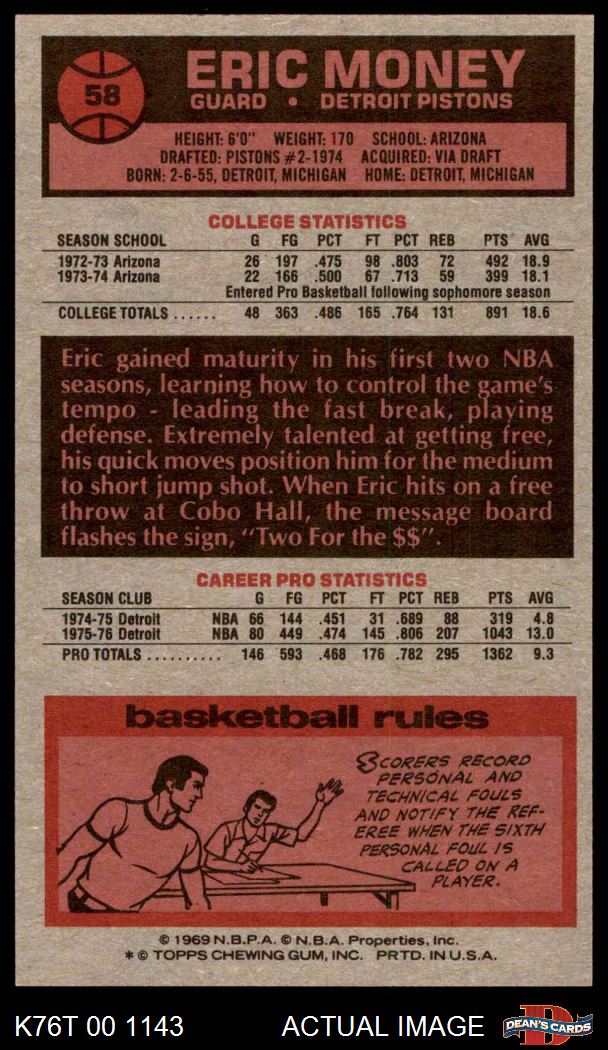 58
ERIC MONEY
GUARD • DETROIT PISTONS
HEIGHT: 6'0" WEIGHT: 170 SCHOOL: ARIZONA
DRAFTED: PISTONS #2-1974 ACQUIRED: VIA DRAFT
BORN: 2-6-55, DETROIT, MICHIGAN HOME: DETROIT, MICHIGAN
COLLEGE STATISTICS
SEASON SCHOOL G FG PCT FT PCT REB PTS AVG
1972-73 Arizona 26 197 .475 98 .803 72 492 18.9
1973-74 Arizona 22 166 .500 67 .713 59 399 18.1
Entered Pro Basketball following sophomore season
COLLEGE TOTALS ...... 48 363 .486 165 .764 131 891 18.6
Eric gained maturity in his first two NBA
seasons, learning how to control the game's
tempo - leading the fast break, playing
defense. Extremely talented at getting free,
his quick moves position him for the medium
to short jump shot. When Eric hits on a free
throw at Cobo Hall, the message board
flashes the sign, "Two For the $$".
CAREER PRO STATISTICS
SEASON CLUB G FG PCT FT PCT REB PTS AVG
1974-75 Detroit NBA 66 144 .451 31 .689 88 319 4.8
1975-76 Detroit NBA 80 449 .474 145 .806 207 1043 13.0
PRO TOTALS .......... 146 593 .468 176 .782 295 1362 9.3
basketball rules
SCORERS RECORD
PERSONAL AND
TECHNICAL FOULS
AND NOTIFY THE REF-
EREE WHEN THE SIXTH
PERSONAL FOUL IS
CALLED ON A
PLAYER.
© 1969 N.B.P.A. © N.B.A. Properties, Inc.
* © TOPPS CHEWING GUM, INC. PRTD. IN U.S.A.
K76T 00 1143 ACTUAL IMAGE D DEAN'S CARDS